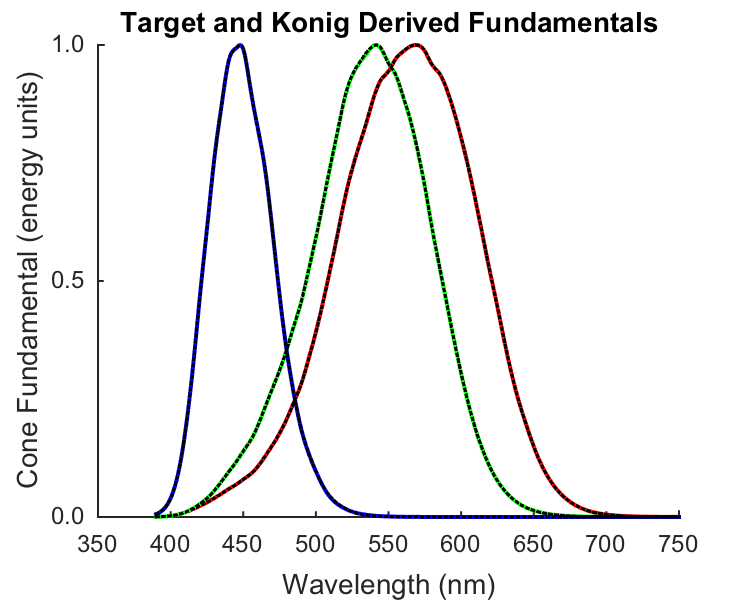 Target and Konig Derived Fundamentals
1.0
0.5
0.0
Cone Fundamental (energy units)
350 400 450 500 550 600 650 700 750
Wavelength (nm)